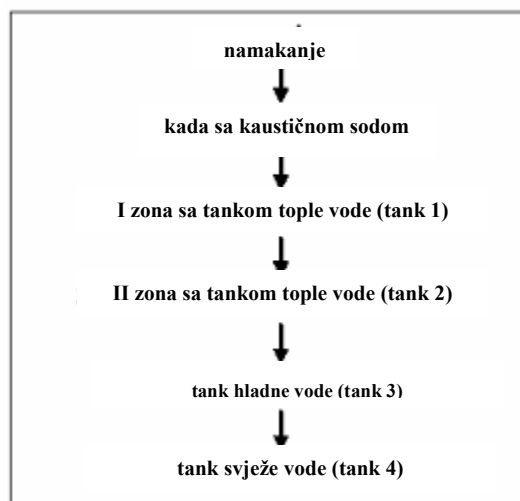 namakanje
kada sa kaustičnom sodom
I zona sa tankom tople vode (tank 1)
II zona sa tankom tople vode (tank 2)
tank hladne vode (tank 3)
tank svježe vode (tank 4)